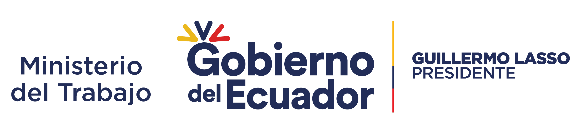 Ministerio
del Trabajo
Gobierno
del Ecuador
GUILLERMO LASSO
PRESIDENTE